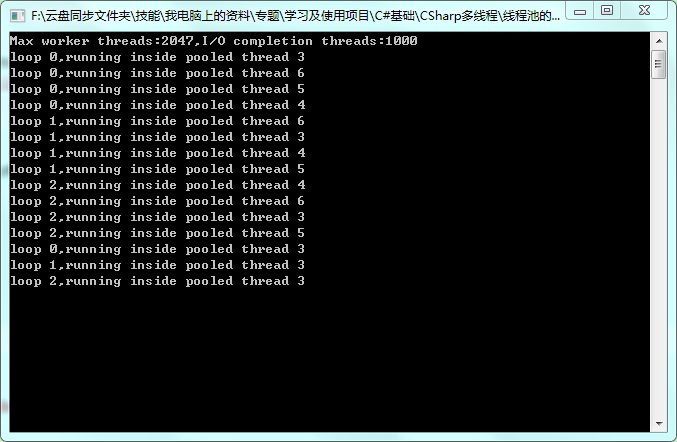 F:\云盘同步文件夹\技能\我电脑上的资料\专题\学习及使用项目\C#基础\CSharp多线程\线程池的...
Max worker threads:2047,I/O completion threads:1000
loop 0,running inside pooled thread 3
loop 0,running inside pooled thread 6
loop 0,running inside pooled thread 5
loop 0,running inside pooled thread 4
loop 1,running inside pooled thread 6
loop 1,running inside pooled thread 3
loop 1,running inside pooled thread 4
loop 1,running inside pooled thread 5
loop 2,running inside pooled thread 4
loop 2,running inside pooled thread 6
loop 2,running inside pooled thread 3
loop 2,running inside pooled thread 5
loop 0,running inside pooled thread 3
loop 1,running inside pooled thread 3
loop 2,running inside pooled thread 3